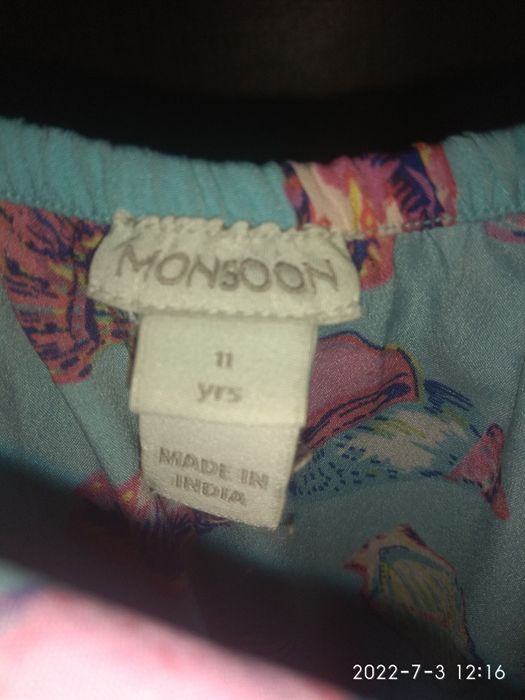 MONSOON
11
yrs
MADE IN
INDIA
2022-7-3 12:16